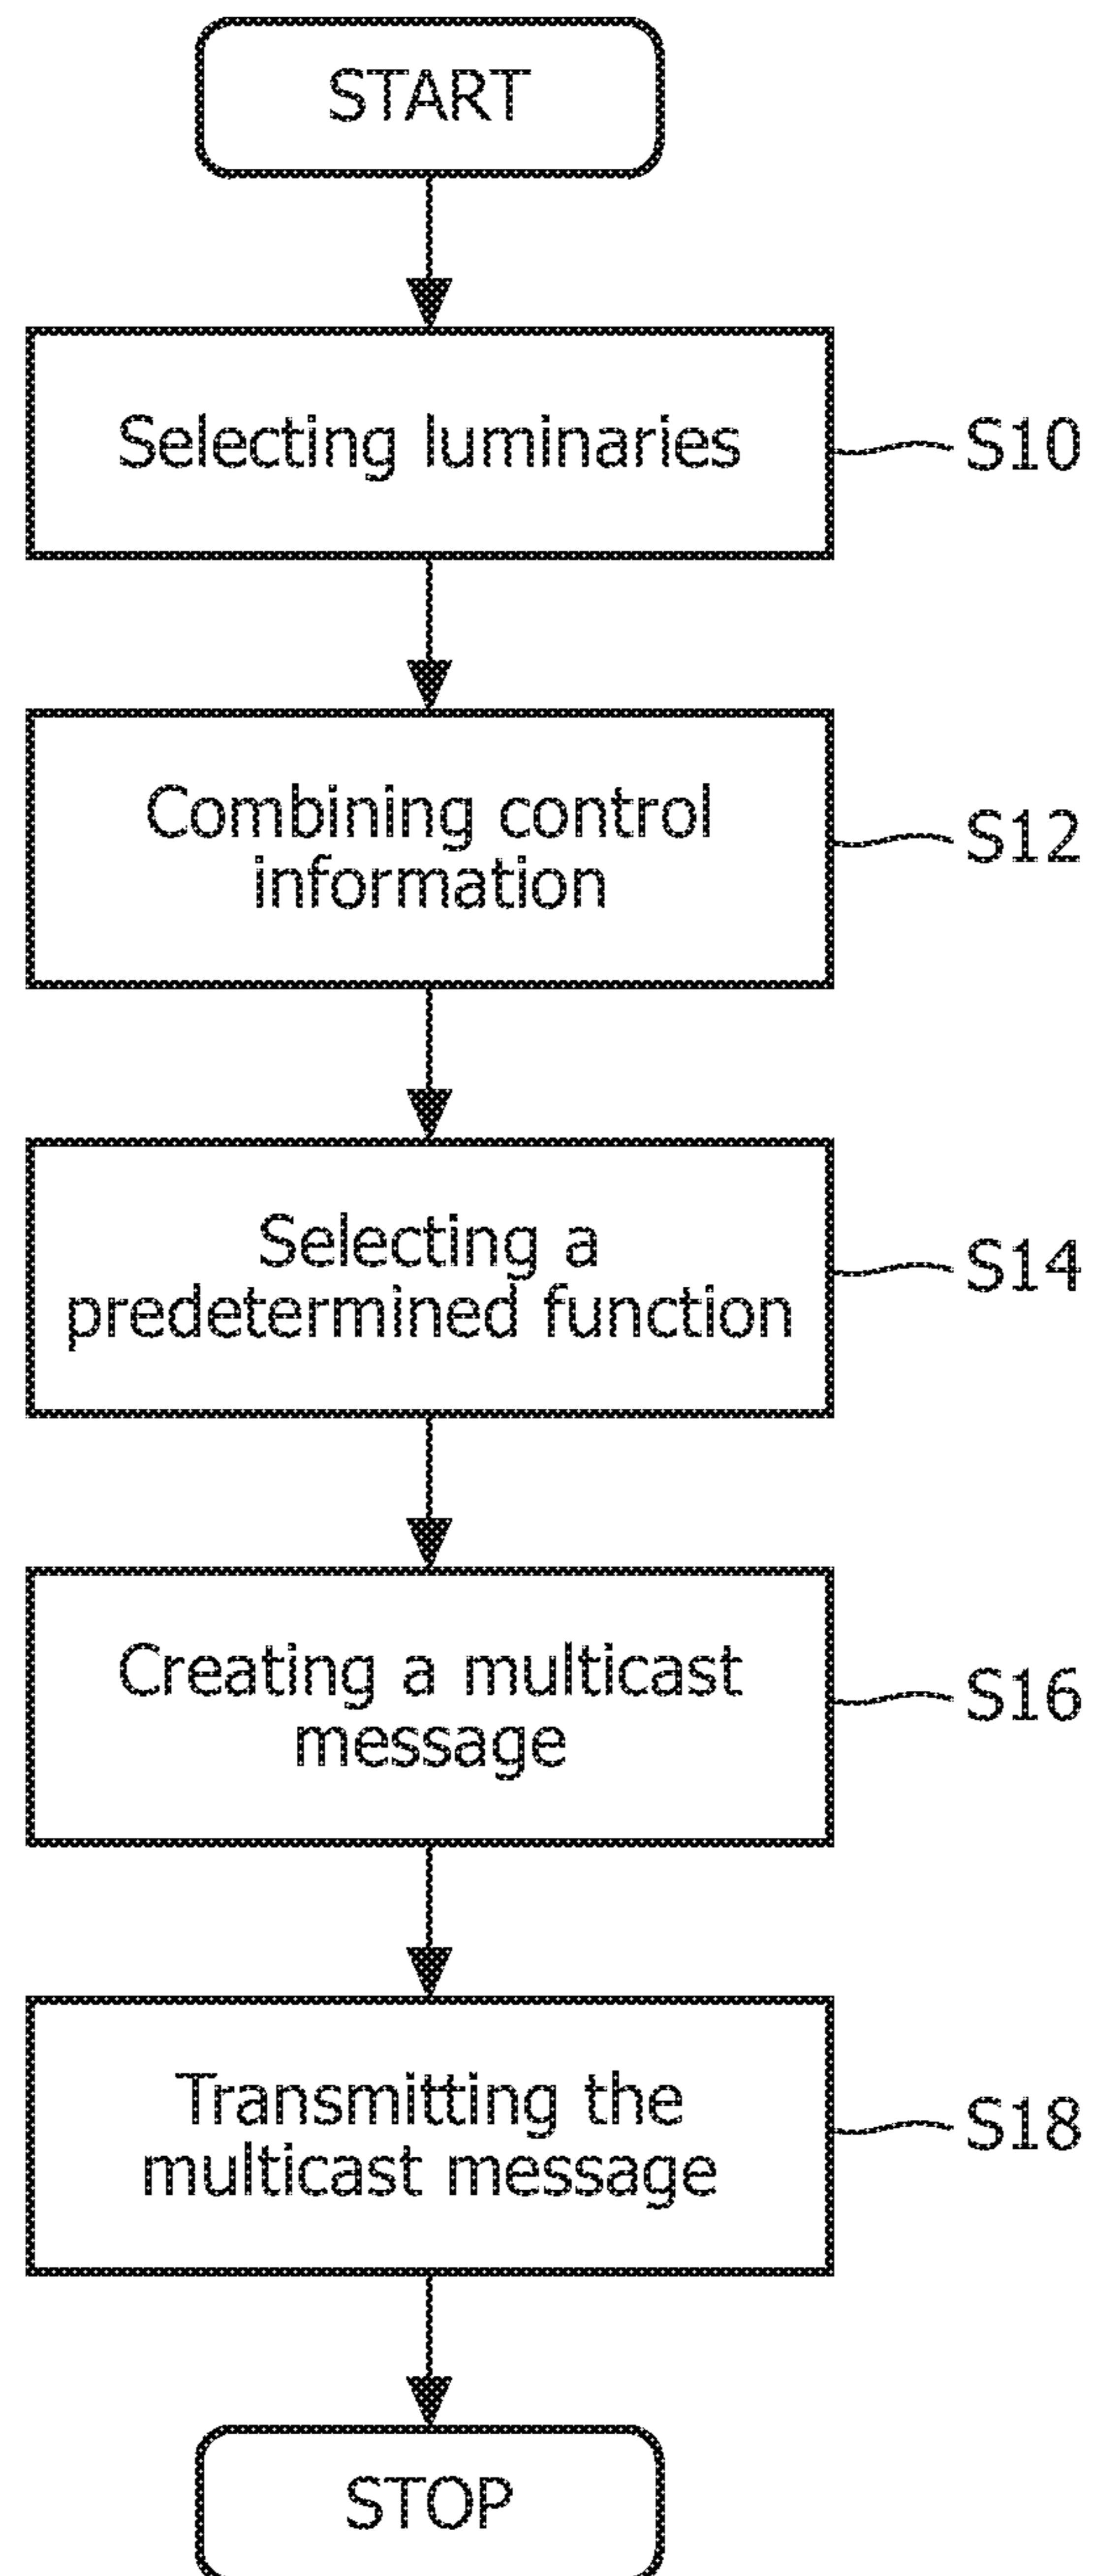 START
Selecting luminaries
S10
Combining control
information
S12
Selecting a
predetermined function
S14
Creating a multicast
message
S16
Transmitting the
multicast message
S18
STOP